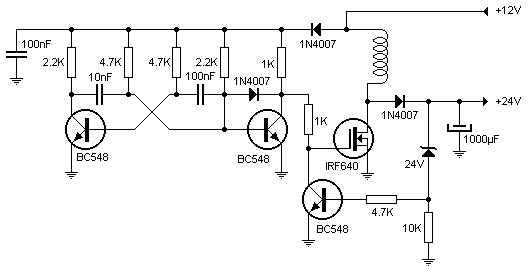 +12V
100nF
2.2K
4.7K
4.7K
2.2K
1K
1N4007
10nF
100nF
1N4007
+24V
1N4007
1K
1000µF
BC548
BC548
IRF640
24V
4.7K
10K
BC548